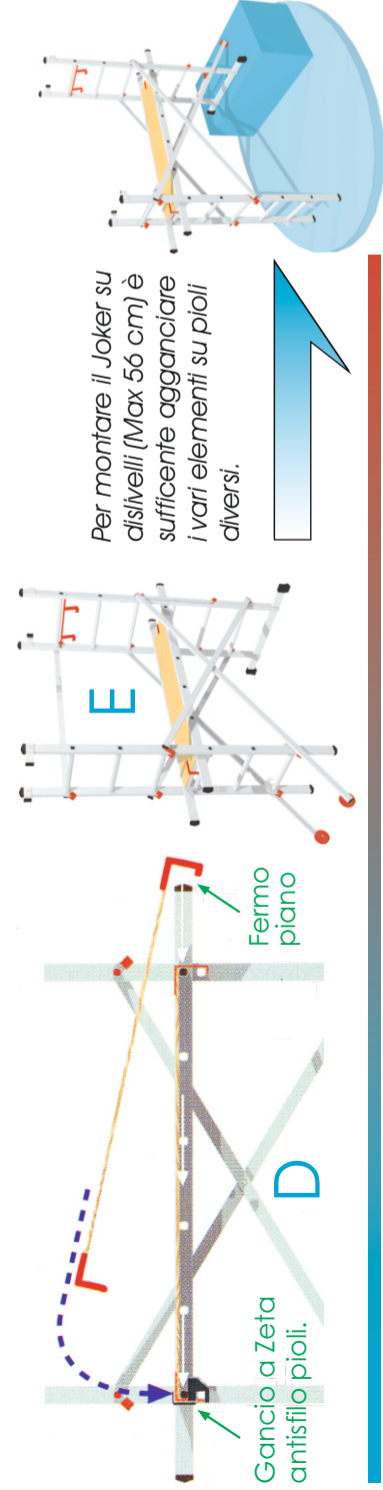 Gancio a Zeta
antisfilo pioli.
D
Fermo
piano
E
Per montare il Joker su
dislivelli (Max 56 cm) è
sufficente agganciare
i vari elementi su pioli
diversi.